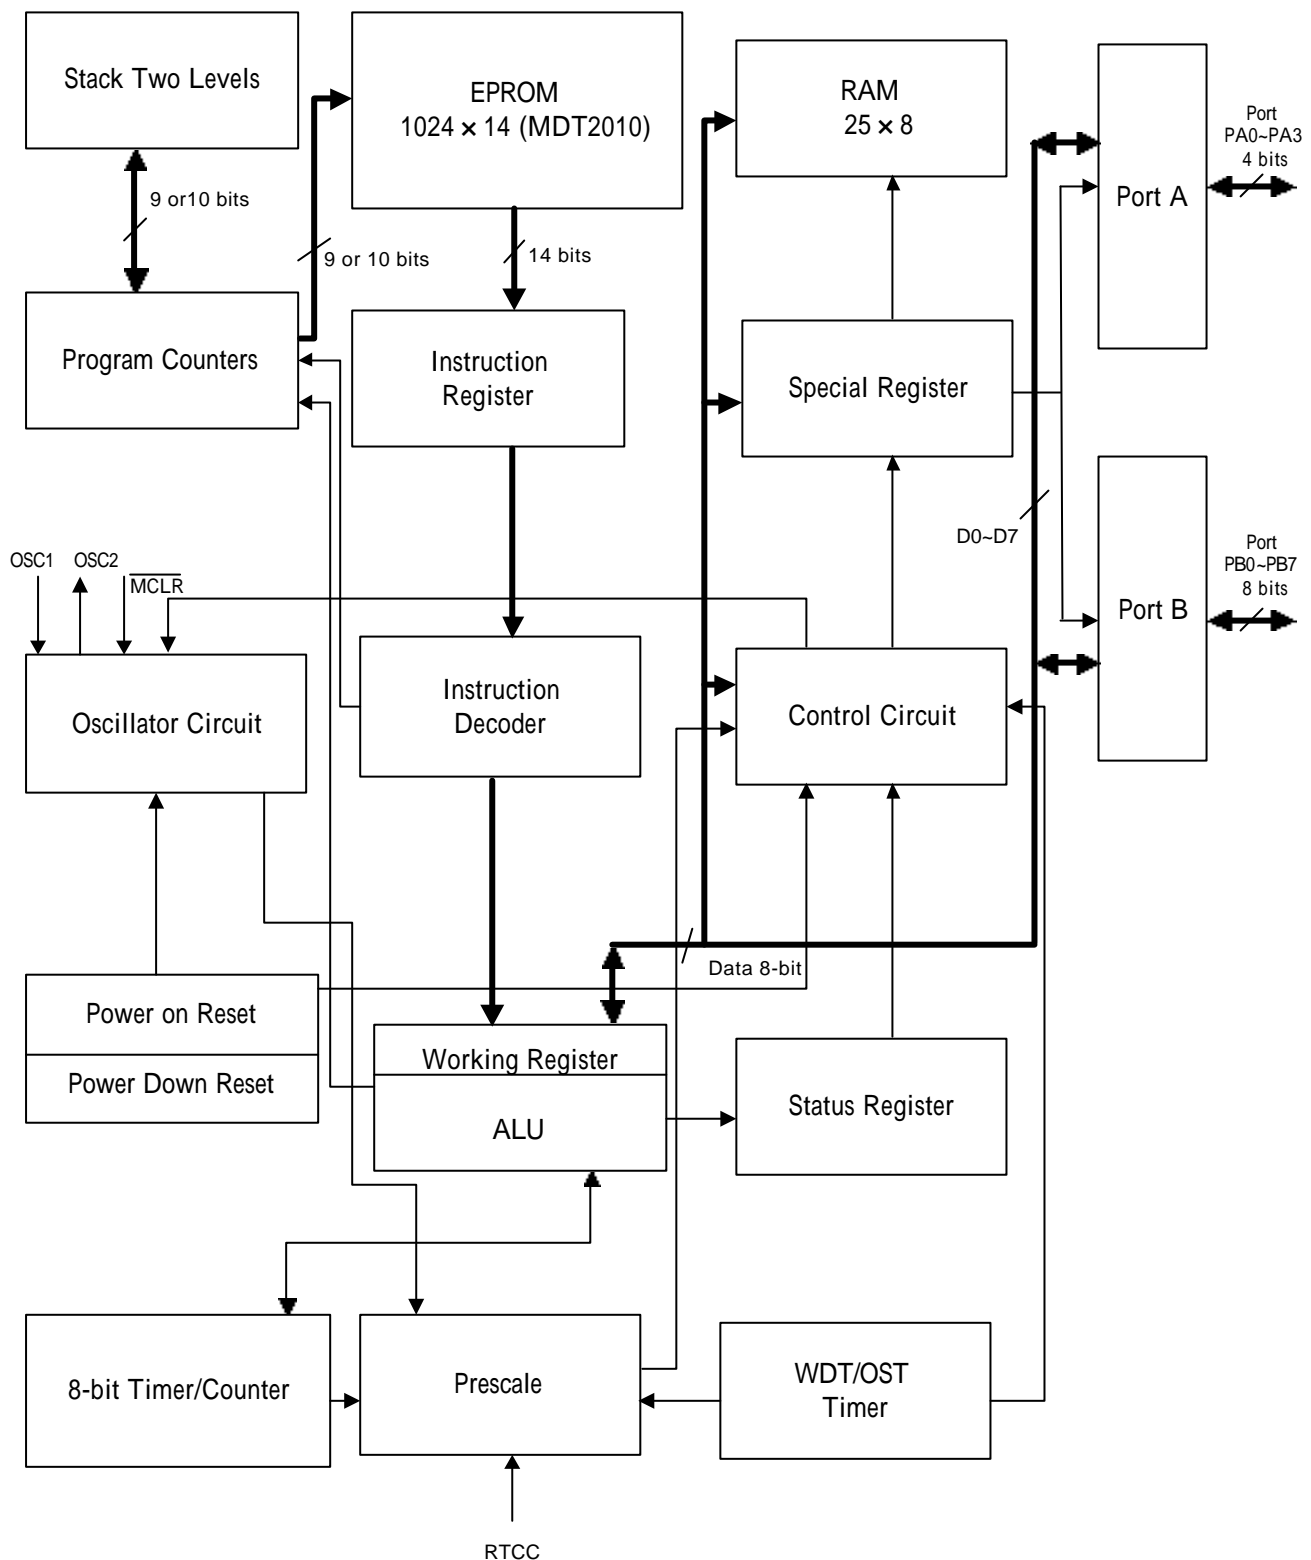 Stack Two Levels
EPROM
1024 × 14 (MDT2010)
RAM
25 × 8
Port
PA0~PA3
4 bits
Port A
9 or10 bits
9 or 10 bits
14 bits
Program Counters
Instruction
Register
Special Register
D0~D7
Port
PB0~PB7
8 bits
Port B
OSC1
OSC2
MCLR
Oscillator Circuit
Instruction
Decoder
Control Circuit
Data 8-bit
Power on Reset
Power Down Reset
Working Register
ALU
Status Register
8-bit Timer/Counter
Prescale
WDT/OST
Timer
RTCC